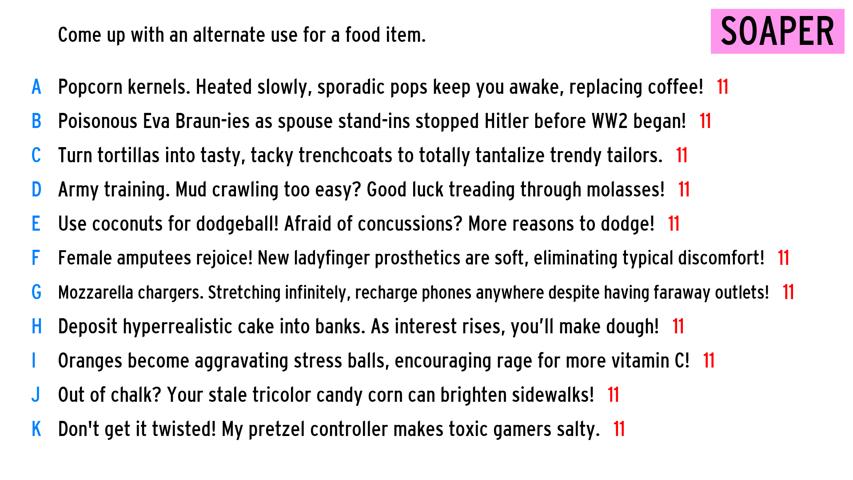 Come up with an alternate use for a food item.
SOAPER
A Popcorn kernels. Heated slowly, sporadic pops keep you awake, replacing coffee! 11
B Poisonous Eva Braun-ies as spouse stand-ins stopped Hitler before WW2 began! 11
C Turn tortillas into tasty, tacky trenchcoats to totally tantalize trendy tailors. 11
D Army training. Mud crawling too easy? Good luck treading through molasses! 11
E Use coconuts for dodgeball! Afraid of concussions? More reasons to dodge! 11
F Female amputees rejoice! New ladyfinger prosthetics are soft, eliminating typical discomfort! 11
G Mozzarella chargers. Stretching infinitely, recharge phones anywhere despite having faraway outlets! 11
H Deposit hyperrealistic cake into banks. As interest rises, you'll make dough! 11
I Oranges become aggravating stress balls, encouraging rage for more vitamin C! 11
J Out of chalk? Your stale tricolor candy corn can brighten sidewalks! 11
K Don't get it twisted! My pretzel controller makes toxic gamers salty. 11